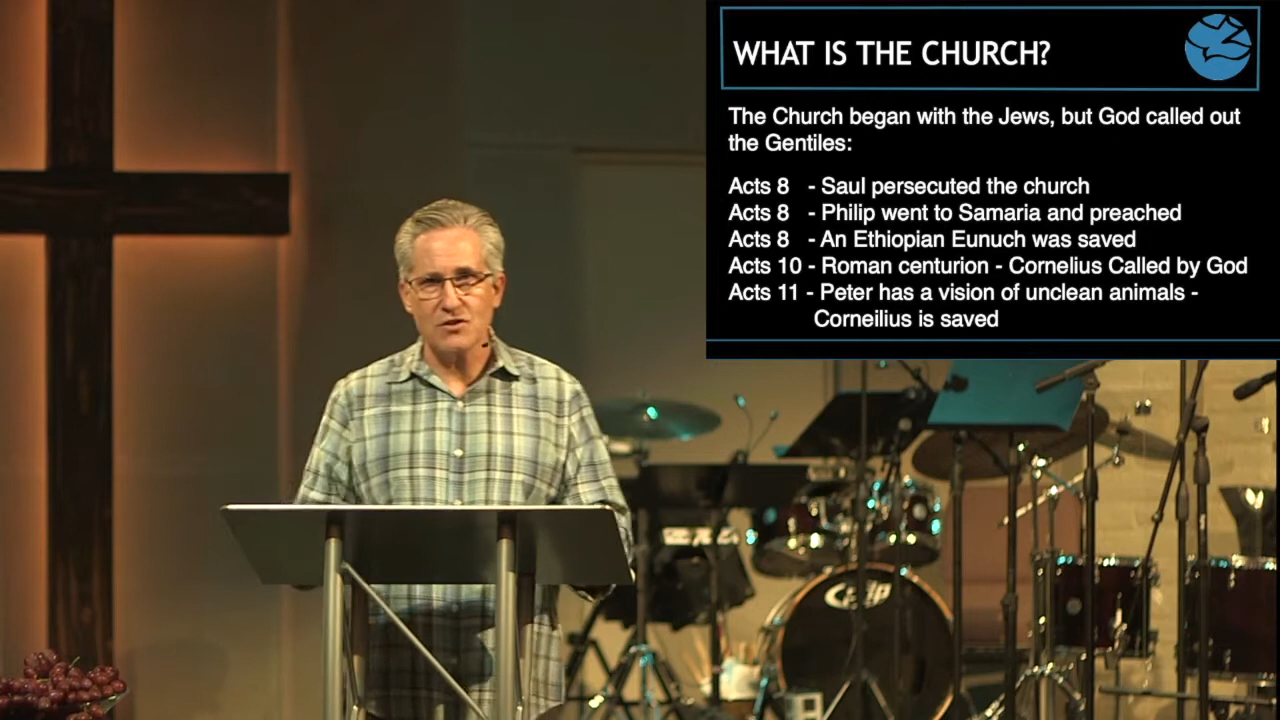 WHAT IS THE CHURCH?
The Church began with the Jews, but God called out
the Gentiles:
Acts 8 - Saul persecuted the church
Acts 8 - Philip went to Samaria and preached
Acts 8 - An Ethiopian Eunuch was saved
Acts 10 - Roman centurion - Cornelius Called by God
Acts 11 - Peter has a vision of unclean animals -
Corneilius is saved
pdp